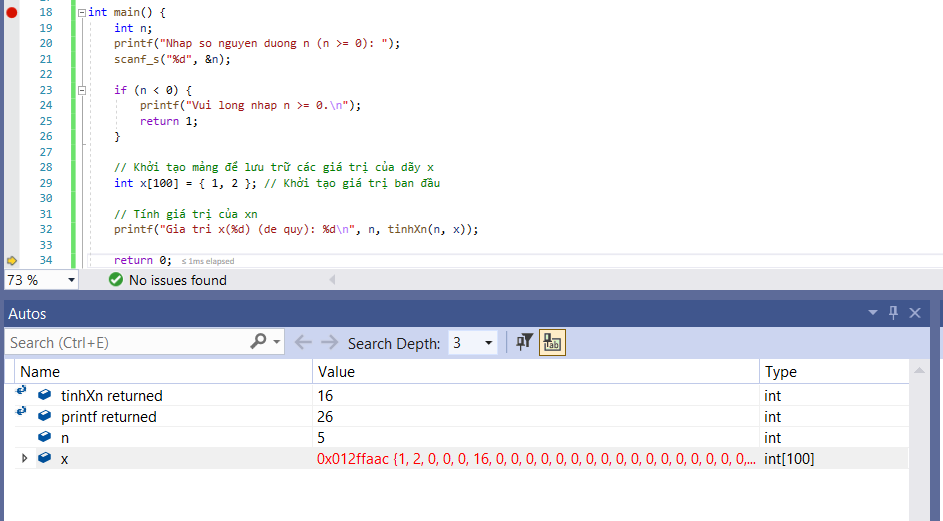 18 int main() {
19 int n;
20 printf("Nhap so nguyen duong n (n >= 0): ");
21 scanf_s("%d", &n);
22
23 if (n < 0) {
24 printf("Vui long nhap n >= 0.\n");
25 return 1;
26 }
27
28 // Khởi tạo mảng để lưu trữ các giá trị của dãy x
29 int x[100] = { 1, 2 }; // Khởi tạo giá trị ban đầu
30
31 // Tính giá trị của xn
32 printf("Gia tri x(%d) (de quy): %d\n", n, tinhXn(n, x));
33
34 return 0; ≤ 1ms elapsed
73 % No issues found
Autos
Search (Ctrl+E) Search Depth: 3
Name Value Type
tinhXn returned 16 int
printf returned 26 int
n 5 int
x 0x012ffaac {1, 2, 0, 0, 0, 16, 0, 0, 0, 0, 0, 0, 0, 0, 0, 0, 0, 0, 0, 0, 0, 0, 0,... int[100]